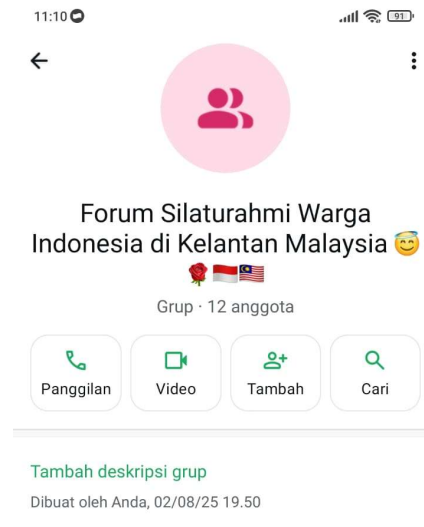 11:10 91
Forum Silaturahmi Warga
Indonesia di Kelantan Malaysia 😇
🌹🇮🇩🇲🇾
Grup · 12 anggota
Panggilan Video Tambah Cari
Tambah deskripsi grup
Dibuat oleh Anda, 02/08/25 19.50